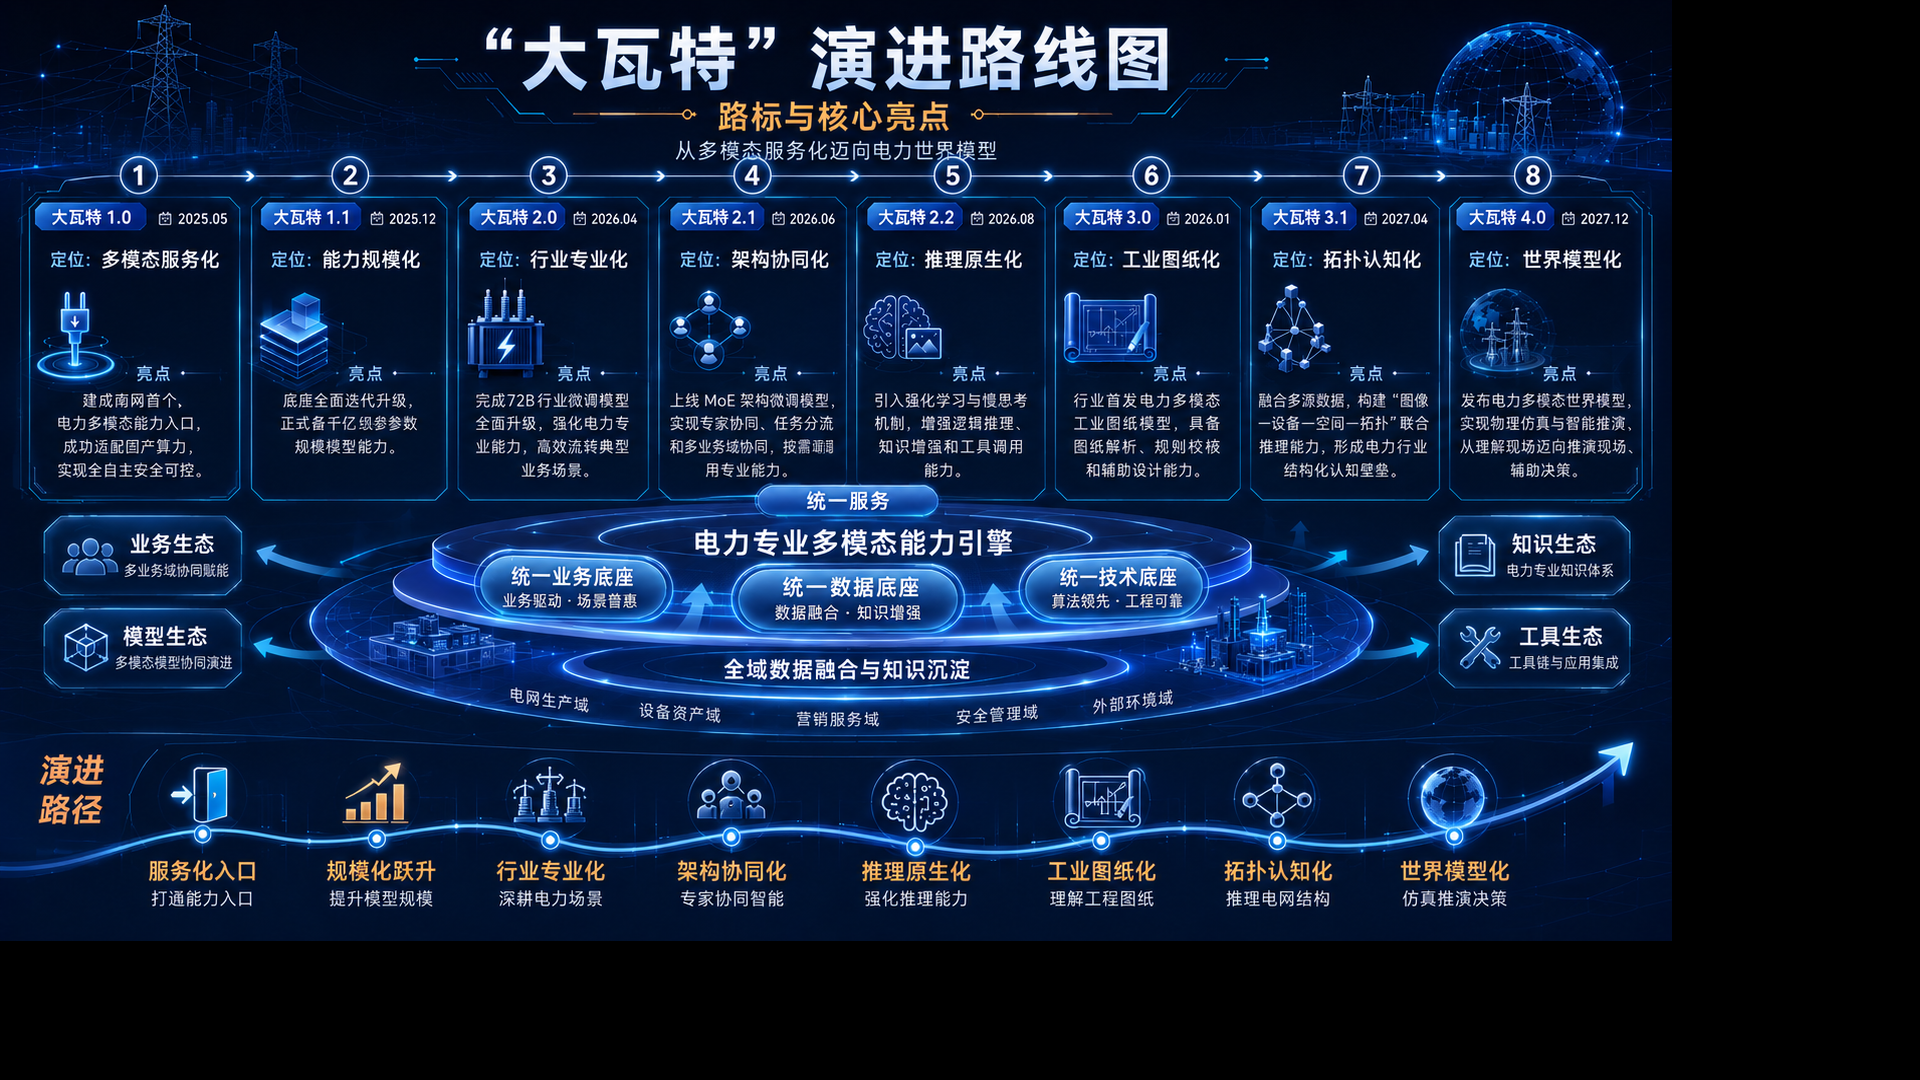 “大瓦特”演进路线图
路标与核心亮点
从多模态服务化迈向电力世界模型
1
2
3
4
5
6
7
8
大瓦特 1.0 2025.05
定位：多模态服务化
亮点
建成南网首个，
电力多模态能力入口，
成功适配国产算力，
实现全自主安全可控。
大瓦特 1.1 2025.12
定位：能力规模化
亮点
底座全面迭代升级，
正式备千亿级参参数
规模模型能力。
大瓦特 2.0 2026.04
定位：行业专业化
亮点
完成72B行业微调模型
全面升级，强化电力专
业能力，高效流转典型
业务场景。
大瓦特 2.1 2026.06
定位：架构协同化
亮点
上线 MoE 架构微调模型，
实现专家协同、任务分流
和多业务域协同，按需
用专业能力。
大瓦特 2.2 2026.08
定位：推理原生化
亮点
引入强化学习与慢思考
机制，增强逻辑推理、
知识增强和工具调用
能力。
大瓦特 3.0 2026.01
定位：工业图纸化
亮点
行业首发电力多模态
工业图纸模型，具备
图纸解析、规则校核
和辅助设计能力。
大瓦特 3.1 2027.04
定位：拓扑认知化
亮点
融合多源数据，构建“图像
—设备—空间—拓扑”联合
推理能力，形成电力行业
结构化认知壁垒。
大瓦特 4.0 2027.12
定位：世界模型化
亮点
发布电力多模态世界模型，
实现物理仿真与智能推演、
从理解现场迈向推演现场、
辅助决策。
统一服务
电力专业多模态能力引擎
统一业务底座
业务驱动 · 场景普惠
统一数据底座
数据融合 · 知识增强
统一技术底座
算法领先 · 工程可靠
全域数据融合与知识沉淀
电网生产域
设备资产域
营销服务域
安全管理域
外部环境域
业务生态
多业务域协同赋能
模型生态
多模态模型协同演进
知识生态
电力专业知识体系
工具生态
工具链与应用集成
演进
路径
服务化入口
打通能力入口
规模化跃升
提升模型规模
行业专业化
深耕电力场景
架构协同化
专家协同智能
推理原生化
强化推理能力
工业图纸化
理解工程图纸
拓扑认知化
推理电网结构
世界模型化
仿真推演决策